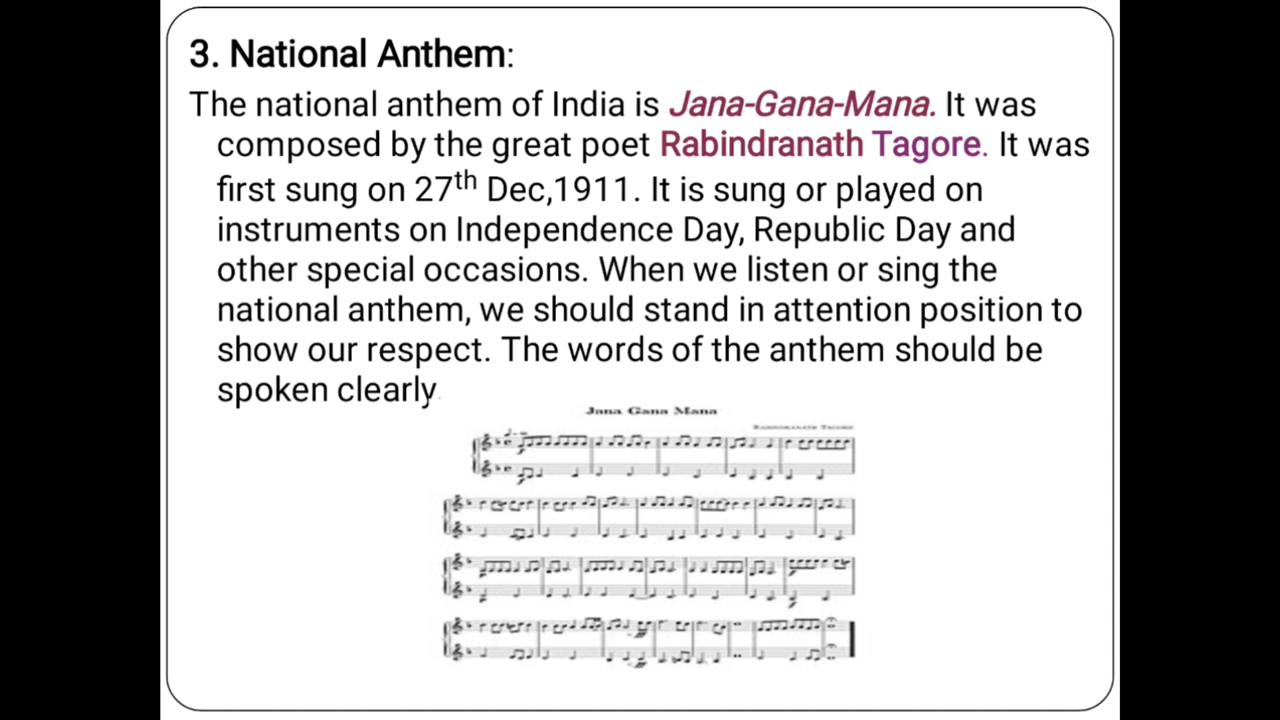 3. National Anthem:
The national anthem of India is Jana-Gana-Mana. It was
composed by the great poet Rabindranath Tagore. It was
first sung on 27th Dec,1911. It is sung or played on
instruments on Independence Day, Republic Day and
other special occasions. When we listen or sing the
national anthem, we should stand in attention position to
show our respect. The words of the anthem should be
spoken clearly.
Jana Gana Mana
Rabindranath Tagore